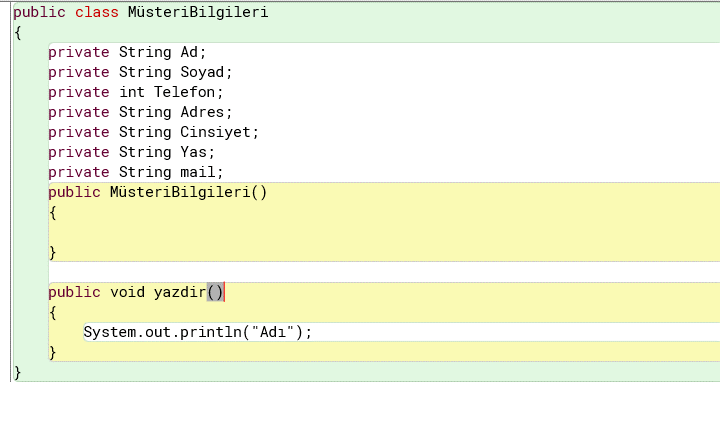 public class MüsteriBilgileri
{
private String Ad;
private String Soyad;
private int Telefon;
private String Adres;
private String Cinsiyet;
private String Yas;
private String mail;
public MüsteriBilgileri()
{
}
public void yazdir()
{
System.out.println("Adı");
}
}